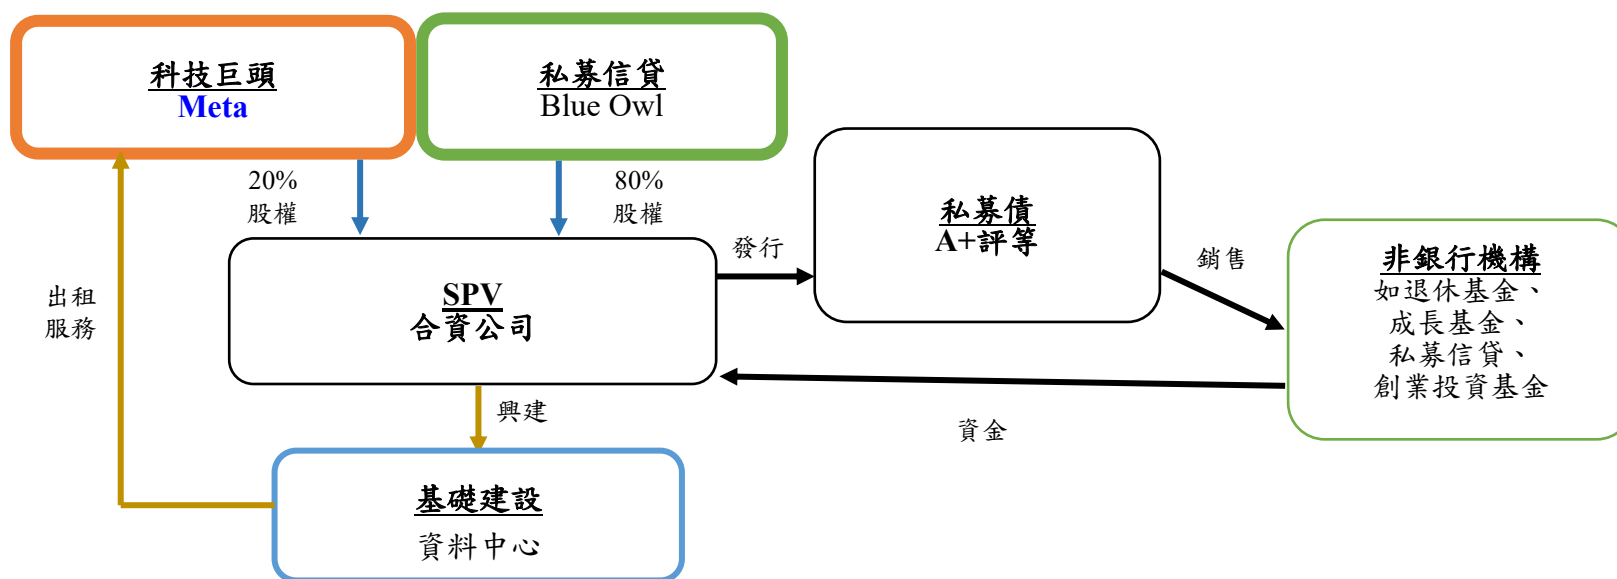 科技巨頭
Meta
私募信貸
Blue Owl
20%
股權
80%
股權
私募債
A+評等
發行
銷售
非銀行機構
如退休基金、
成長基金、
私募信貸、
創業投資基金
出租
服務
SPV
合資公司
資金
興建
基礎建設
資料中心